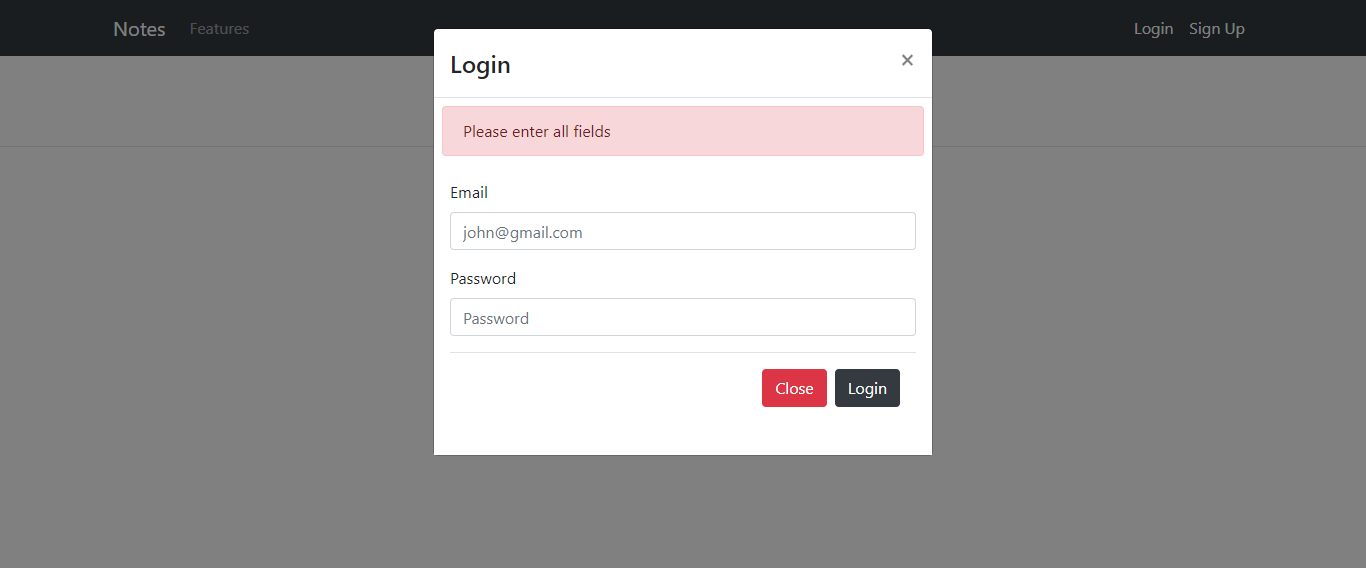 Notes Features Login Sign Up
Login ×
Please enter all fields
Email
john@gmail.com
Password
Password
Close Login